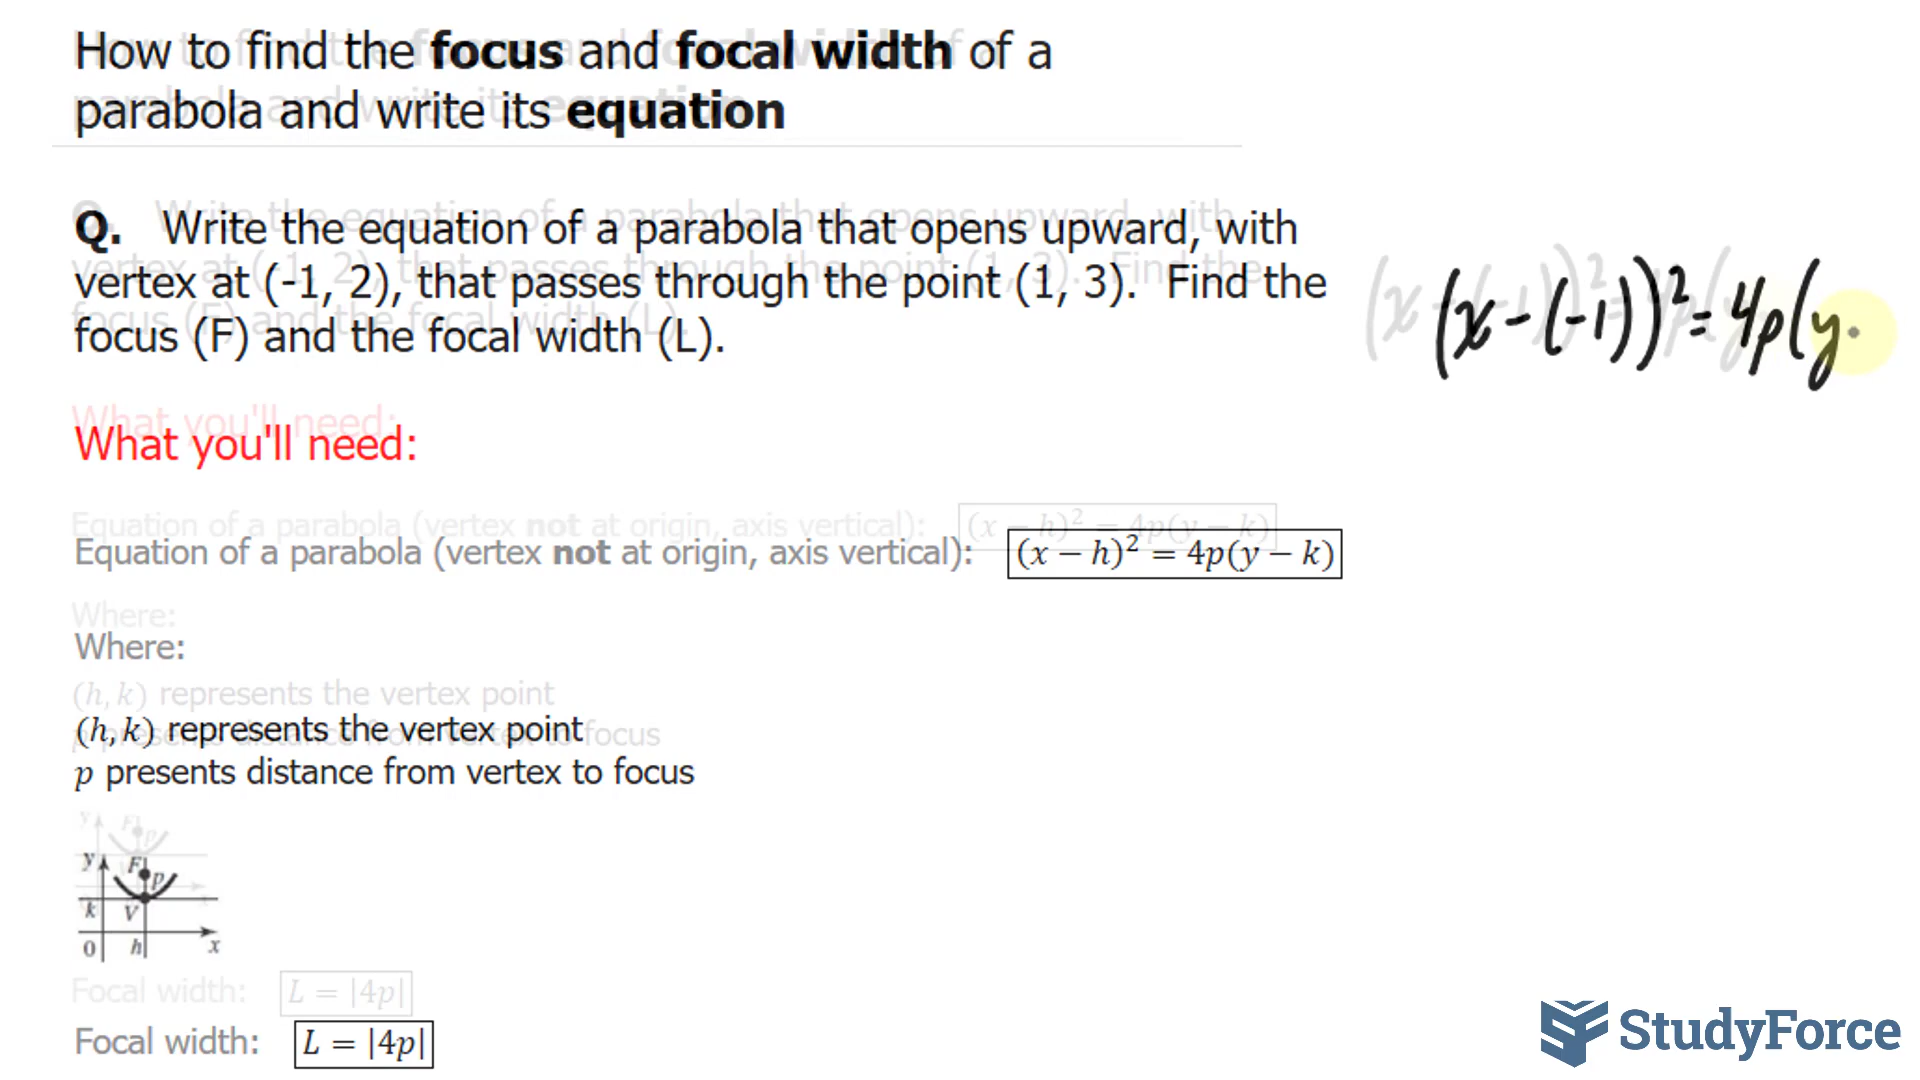 How to find the focus and focal width of a
parabola and write its equation
Q. Write the equation of a parabola that opens upward, with
vertex at (-1, 2), that passes through the point (1, 3). Find the
focus (F) and the focal width (L).
(x-(-1))²=4p(y-
What you'll need:
Equation of a parabola (vertex not at origin, axis vertical): (x − h)² = 4p(y − k)
Where:
(h, k) represents the vertex point
p presents distance from vertex to focus
y F
p
k V
0 h x
Focal width: L = |4p|
StudyForce